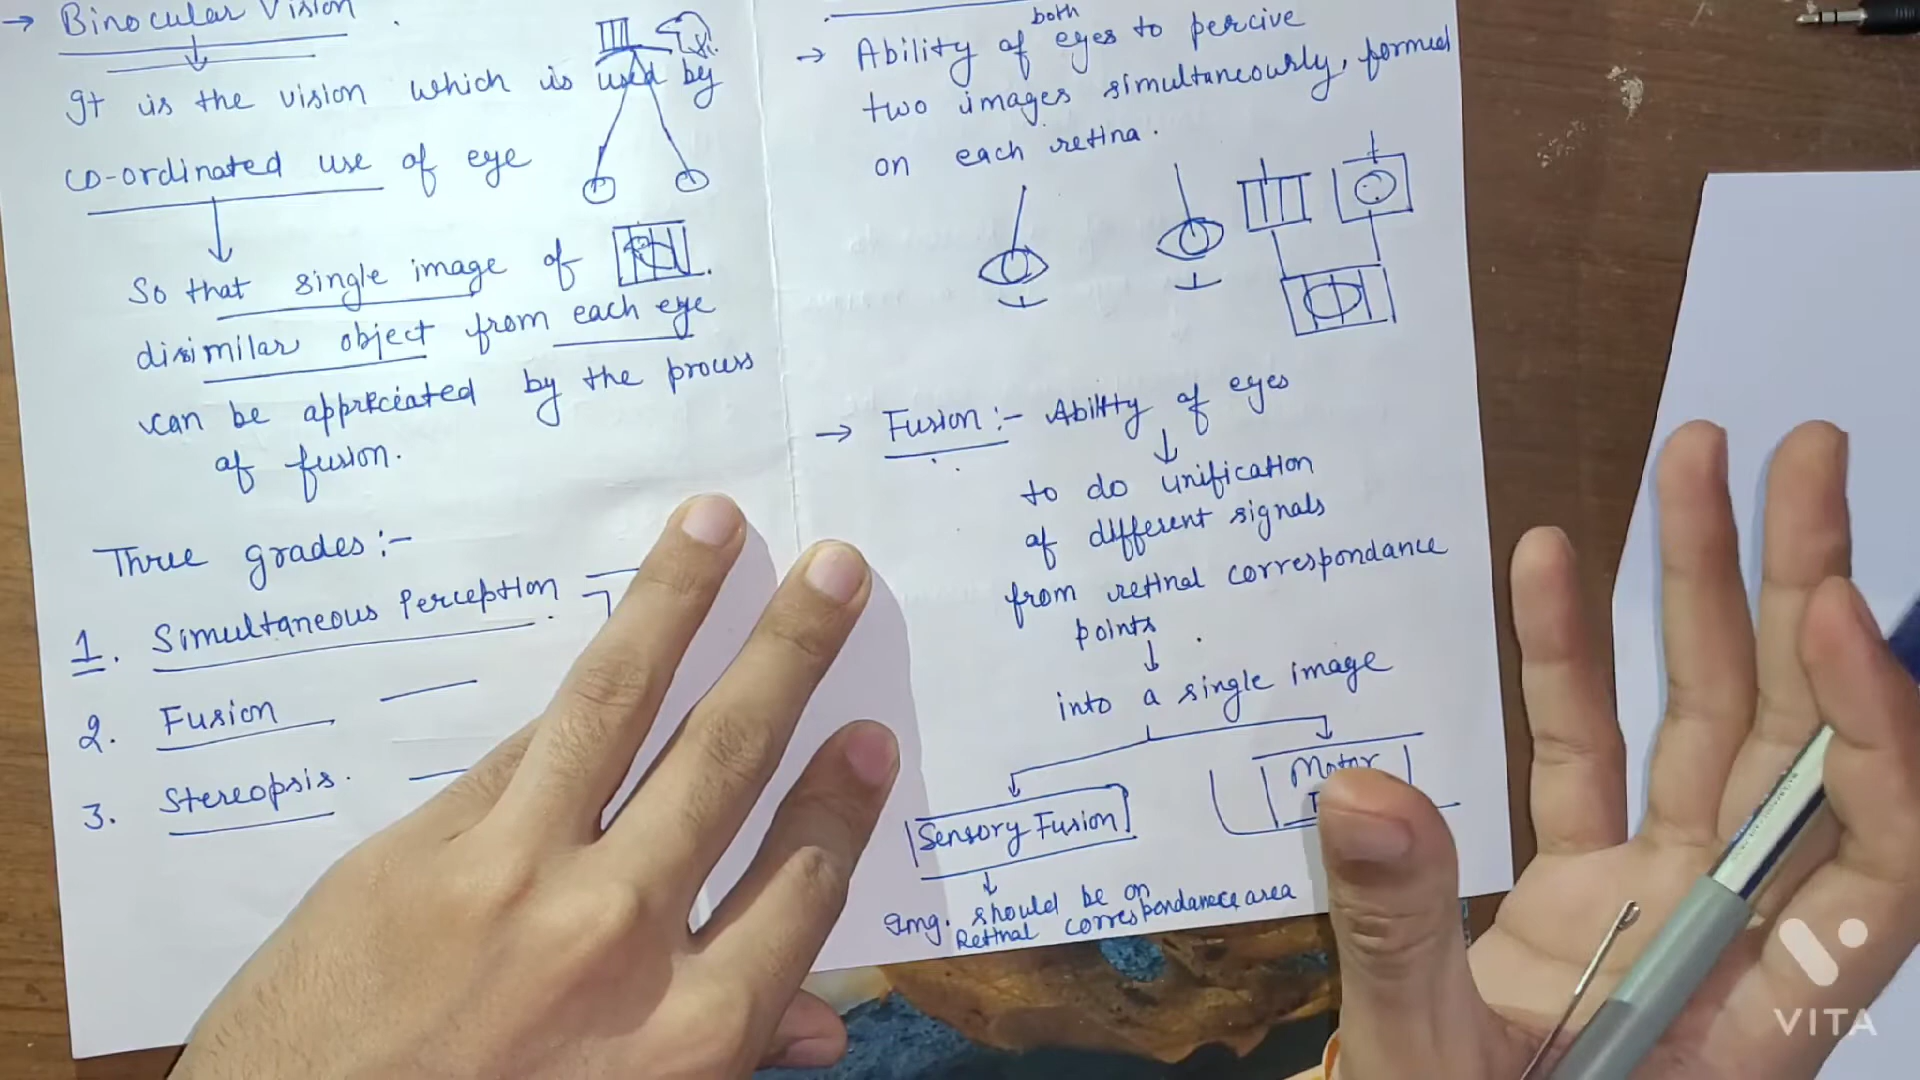 → Binocular Vision
It is the vision which is used by
co-ordinated use of eye
So that single image of
disimilar object from each eye
can be appreciated by the process
of fusion.
Three grades:-
1. Simultaneous Perception
2. Fusion
3. Stereopsis.
→ Ability of both eyes to percive
two images simultaneously, formed
on each retina.
→ Fusion :- Ability of eyes
to do unification
of different signals
from retinal correspondance
points
into a single image
Sensory Fusion
Motor
Img. should be on
Retinal correspondance area
VITA